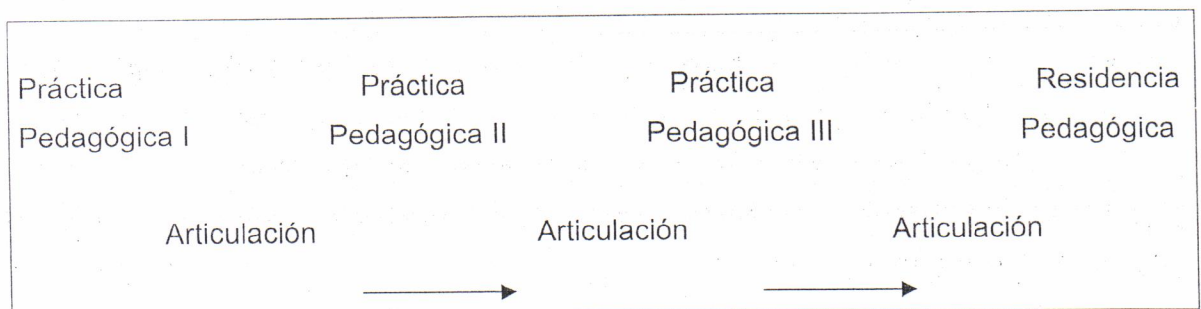 Práctica Práctica Práctica Residencia
Pedagógica I Pedagógica II Pedagógica III Pedagógica
Articulación Articulación Articulación